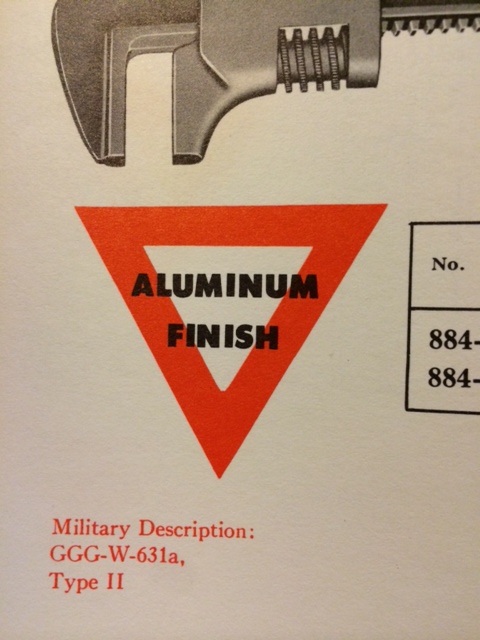 ALUMINUM
FINISH
No.
884-
884-
Military Description:
GGG-W-631a,
Type II